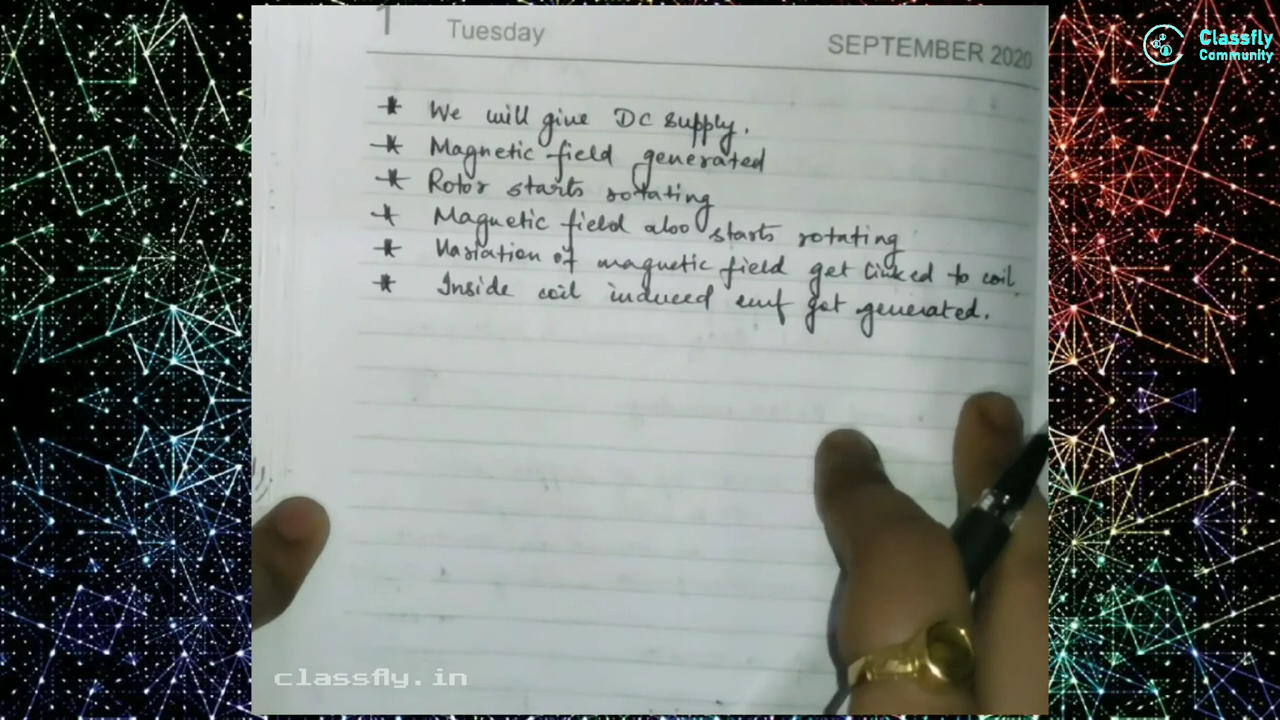 1 Tuesday SEPTEMBER 2020
Classfly
Community
* We will give DC supply.
* Magnetic field generated
* Rotor starts rotating
* Magnetic field also starts rotating
* Variation of magnetic field get linked to coil.
* Inside coil induced emf get generated.
classfly.in